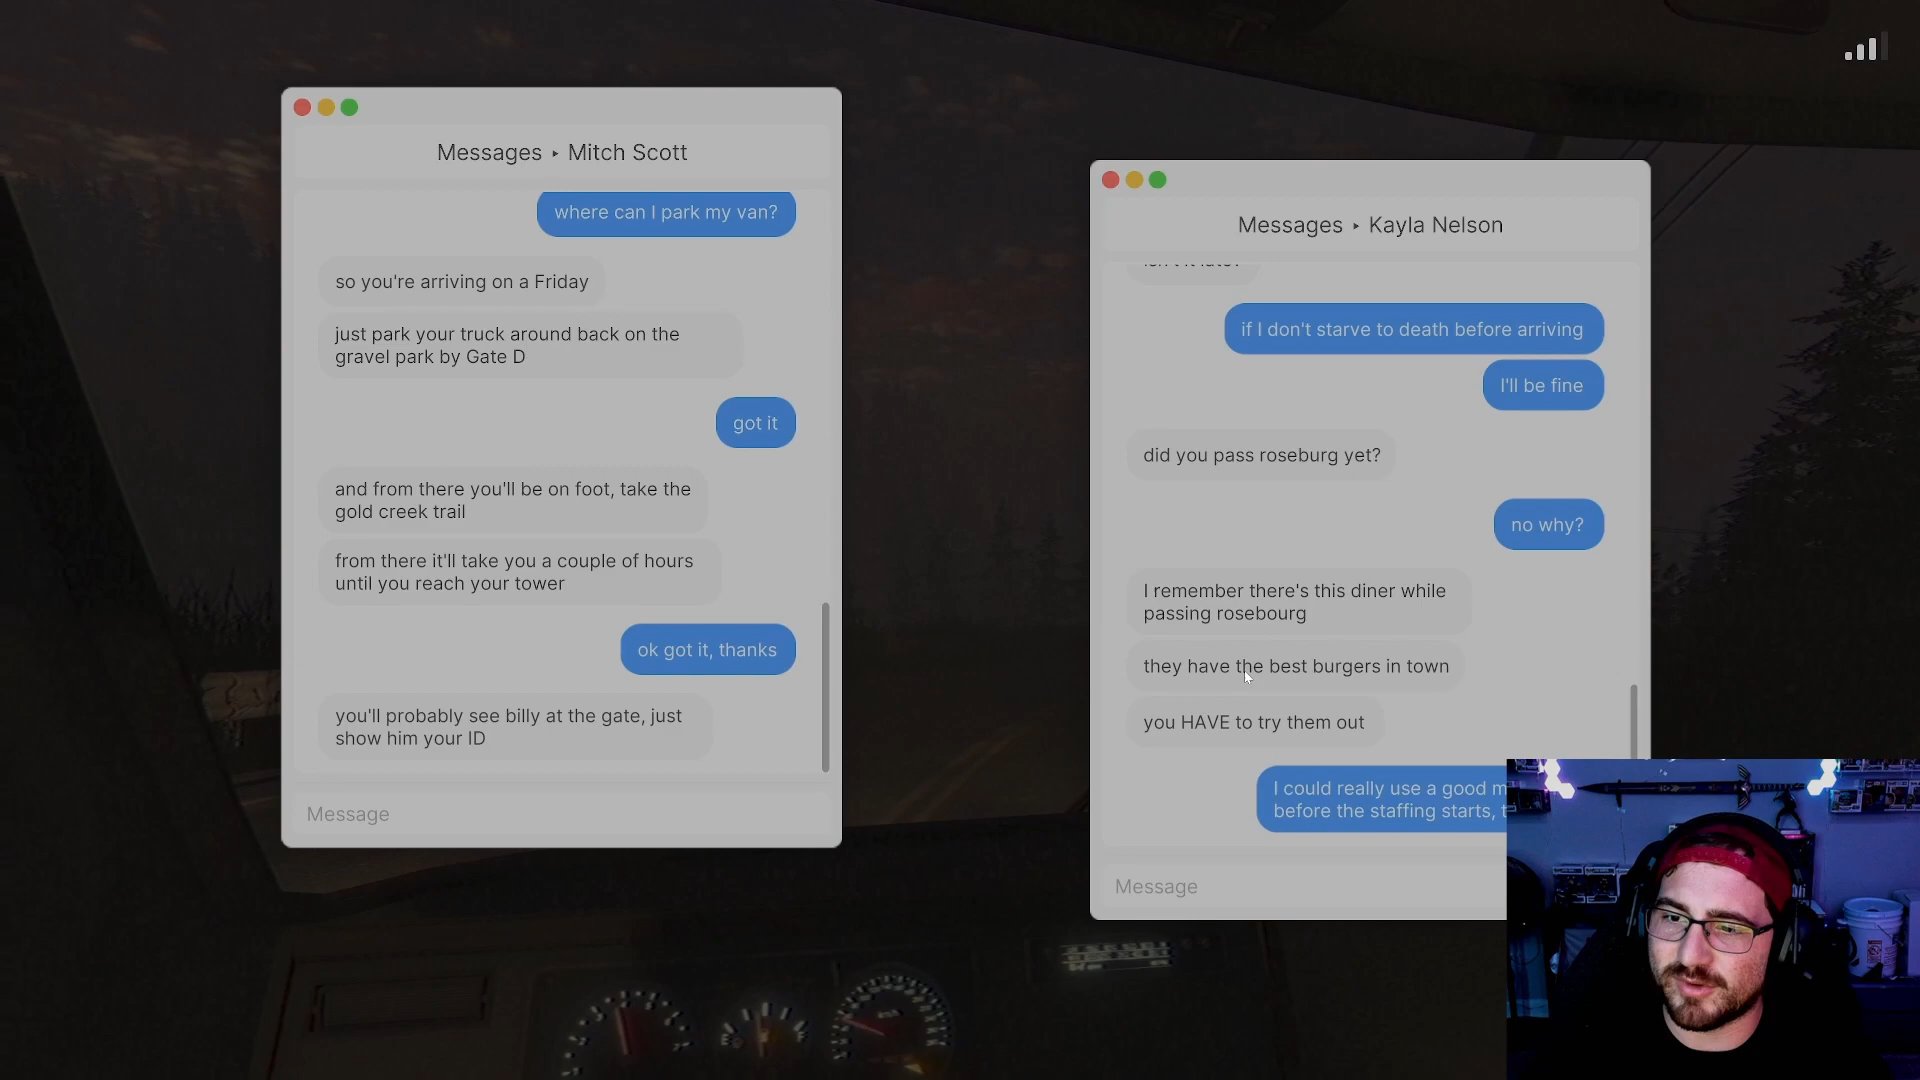 Messages ▸ Mitch Scott
where can I park my van?
so you're arriving on a Friday
just park your truck around back on the
gravel park by Gate D
got it
and from there you'll be on foot, take the
gold creek trail
from there it'll take you a couple of hours
until you reach your tower
ok got it, thanks
you'll probably see billy at the gate, just
show him your ID
Message
Messages ▸ Kayla Nelson
if I don't starve to death before arriving
I'll be fine
did you pass roseburg yet?
no why?
I remember there's this diner while
passing rosebourg
they have the best burgers in town
you HAVE to try them out
I could really use a good
before the staffing starts,
Message